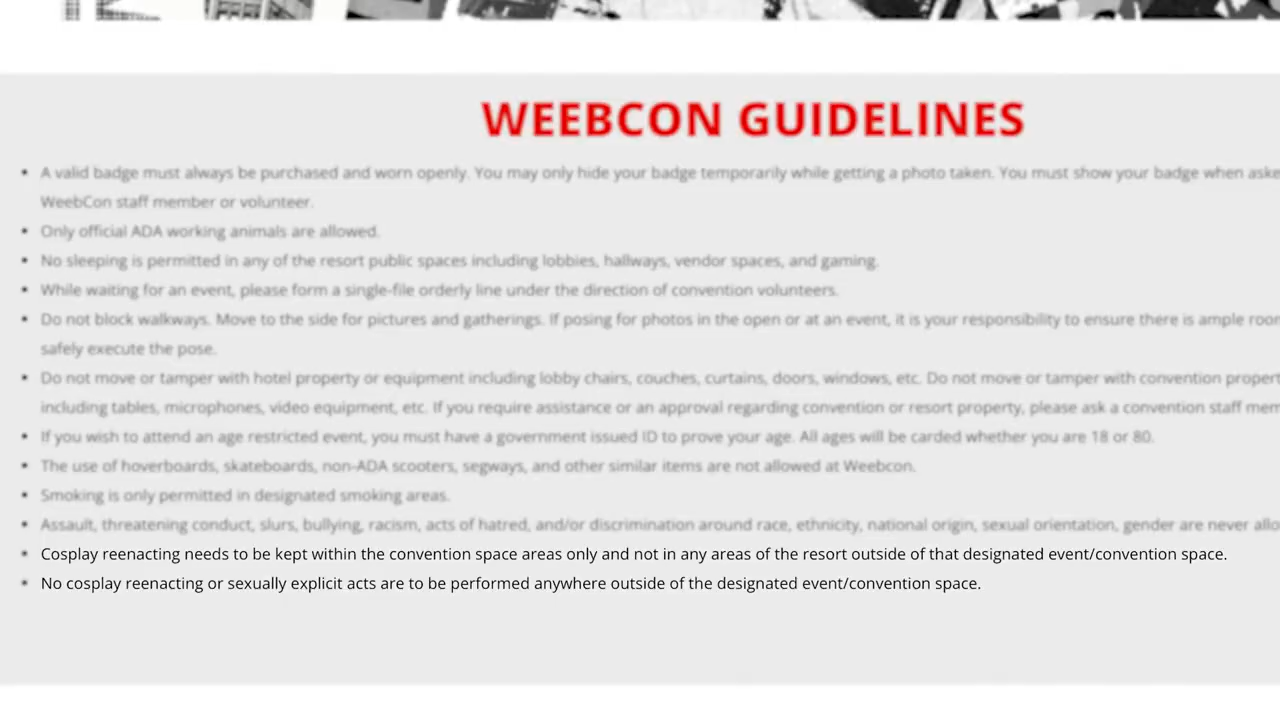 WEEBCON GUIDELINES
• A valid badge must always be purchased and worn openly. You may only hide your badge temporarily while getting a photo taken. You must show your badge when aske
WeebCon staff member or volunteer.
• Only official ADA working animals are allowed.
• No sleeping is permitted in any of the resort public spaces including lobbies, hallways, vendor spaces, and gaming.
• While waiting for an event, please form a single-file orderly line under the direction of convention volunteers.
• Do not block walkways. Move to the side for pictures and gatherings. If posing for photos in the open or at an event, it is your responsibility to ensure there is ample roo
safely execute the pose.
• Do not move or tamper with hotel property or equipment including lobby chairs, couches, curtains, doors, windows, etc. Do not move or tamper with convention propert
including tables, microphones, video equipment, etc. If you require assistance or an approval regarding convention or resort property, please ask a convention staff mem
• If you wish to attend an age restricted event, you must have a government issued ID to prove your age. All ages will be carded whether you are 18 or 80.
• The use of hoverboards, skateboards, non-ADA scooters, segways, and other similar items are not allowed at Weebcon.
• Smoking is only permitted in designated smoking areas.
• Assault, threatening conduct, slurs, bullying, racism, acts of hatred, and/or discrimination around race, ethnicity, national origin, sexual orientation, gender are never allo
• Cosplay reenacting needs to be kept within the convention space areas only and not in any areas of the resort outside of that designated event/convention space.
• No cosplay reenacting or sexually explicit acts are to be performed anywhere outside of the designated event/convention space.